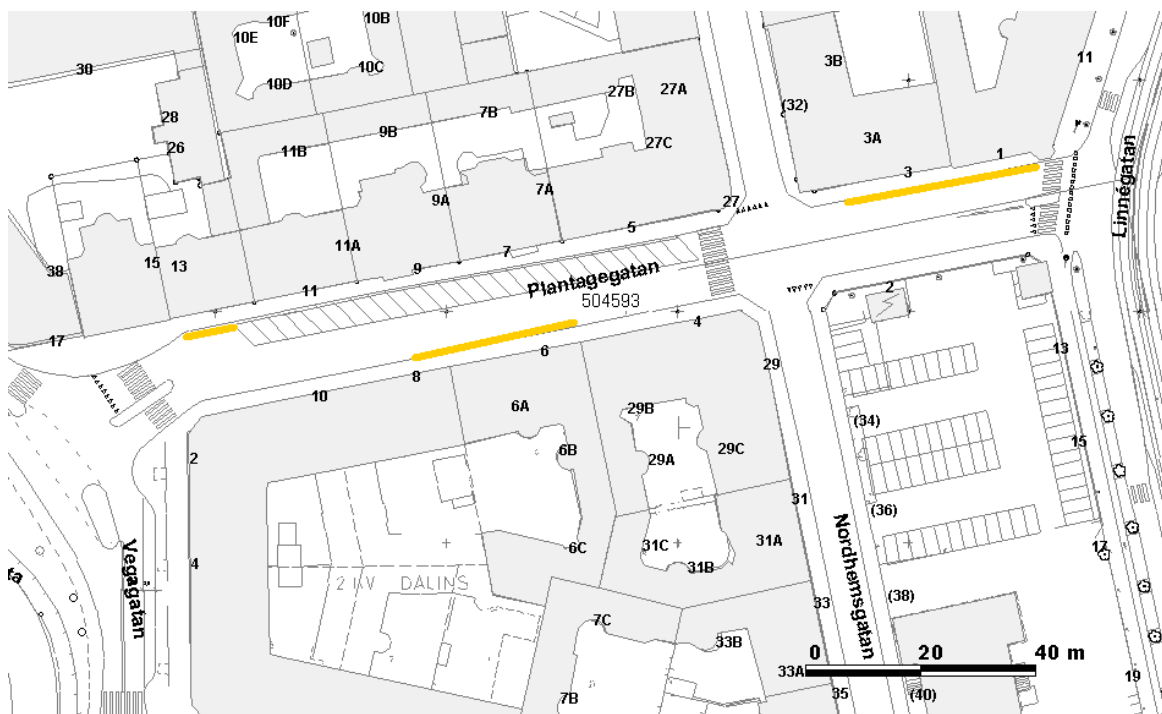 10F
10B
10E
10D
10C
30
28
26
11B
9B
7B
27B
27A
27C
3B
(32)
3A
11
3
1
Linnégatan
9A
7A
27
5
11A
7
9
11
15
13
38
17
Plantagegatan
504593
2
4
6
8
10
29
13
6A
29B
(34)
6B
29A
29C
15
2
31
(36)
6C
31C
31A
31B
17
4
Vegagatan
ta
2 KV DALINS
Nordhemsgatan
(38)
33
7C
33B
0 20 40 m
33A
35
(40)
19
7B